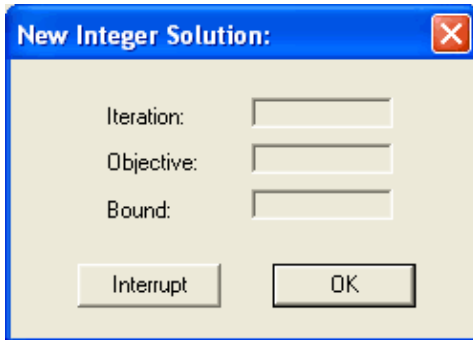 New Integer Solution:
Iteration:
Objective:
Bound:
Interrupt OK